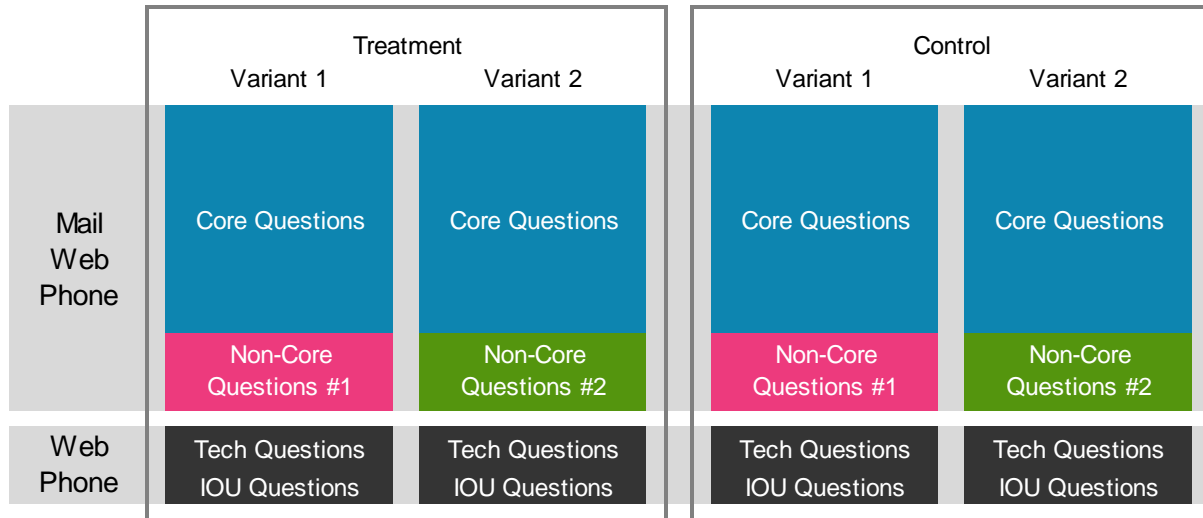 Treatment
Control
Variant 1
Variant 2
Variant 1
Variant 2
Mail
Web
Phone
Core Questions
Core Questions
Core Questions
Core Questions
Non-Core
Questions #1
Non-Core
Questions #2
Non-Core
Questions #1
Non-Core
Questions #2
Web
Phone
Tech Questions
IOU Questions
Tech Questions
IOU Questions
Tech Questions
IOU Questions
Tech Questions
IOU Questions